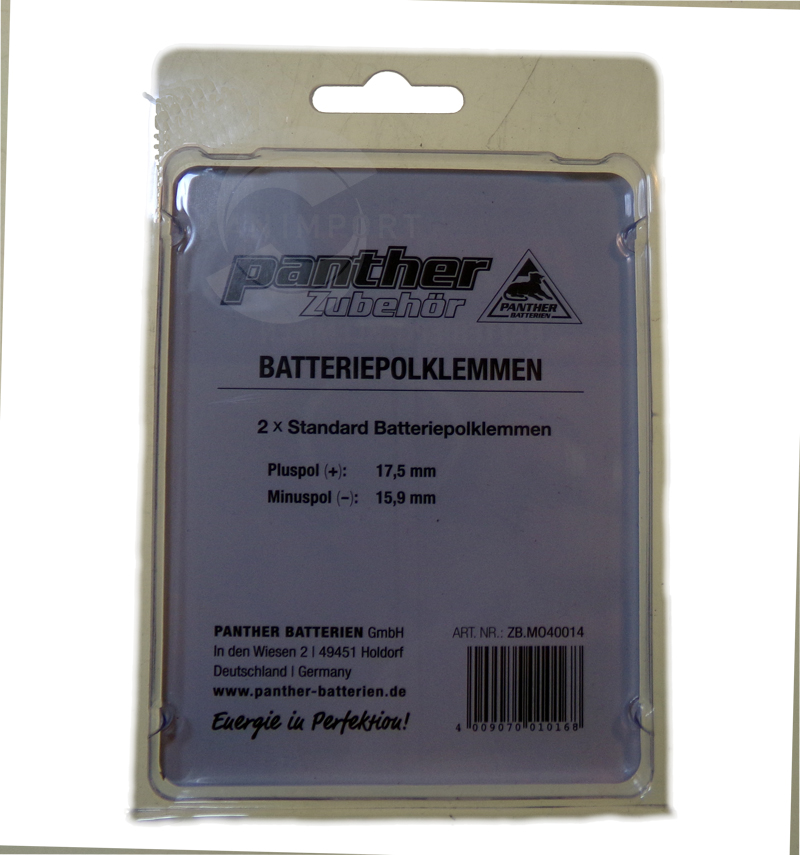 IMPORT
panther
Zubehör
PANTHER
BATTERIEN
BATTERIEPOLKLEMMEN
2 x Standard Batteriepolklemmen
Pluspol (+): 17,5 mm
Minuspol (–): 15,9 mm
PANTHER BATTERIEN GmbH
In den Wiesen 2 | 49451 Holdorf
Deutschland | Germany
www.panther-batterien.de
Energie in Perfektion!
ART. NR.: ZB.MO40014
4 009070 010168